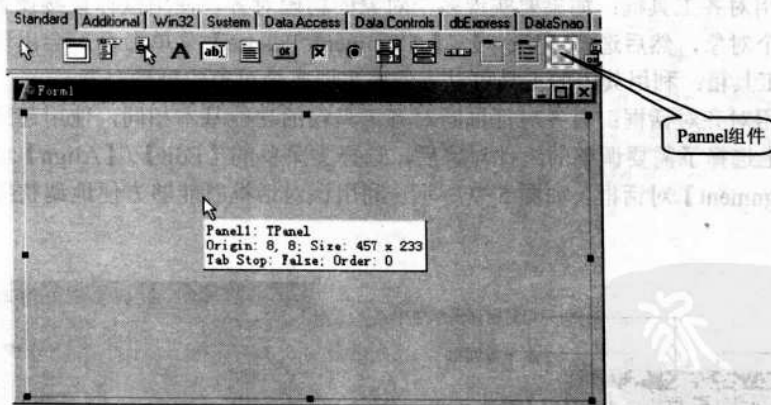 Standard Additional Win32 System Data Access Data Controls dbExpress DataSnap
Form1
Pannel组件
Panel1: TPanel
Origin: 8, 8; Size: 457 x 233
Tab Stop: False; Order: 0